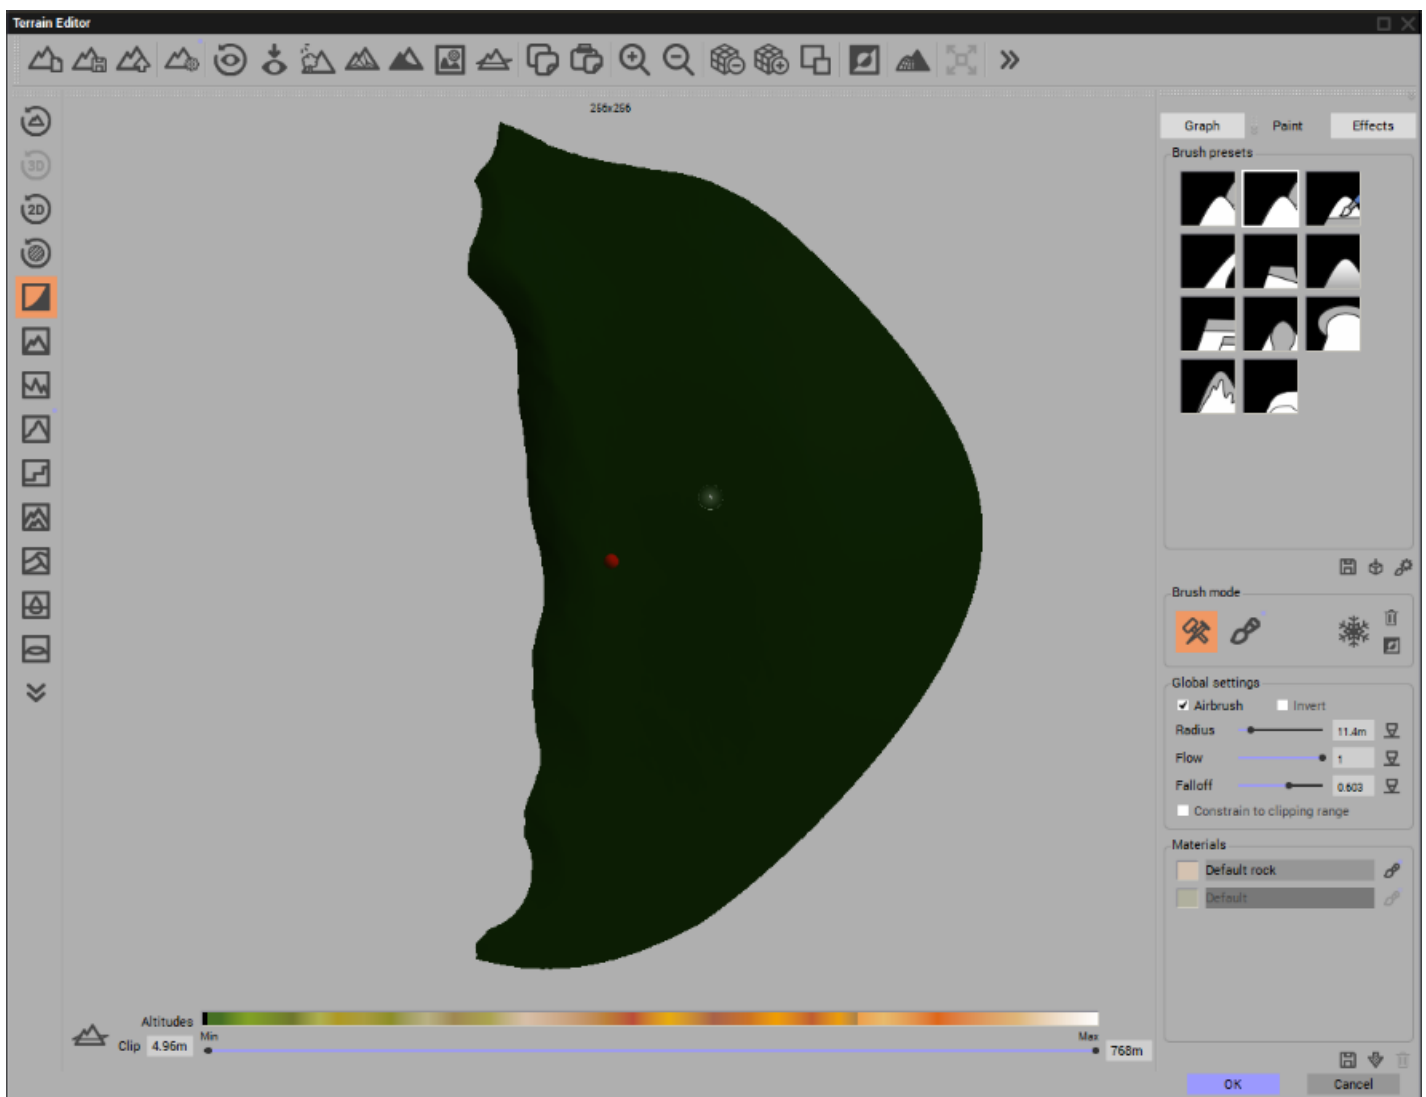 Terrain Editor
256x256
3D
2D
Graph
Paint
Effects
Brush presets
Brush mode
Global settings
Airbrush
Invert
Radius
11.4m
Flow
1
Falloff
0.603
Constrain to clipping range
Materials
Default rock
Default
Altitudes
Min
Max
Clip
4.96m
768m
OK
Cancel